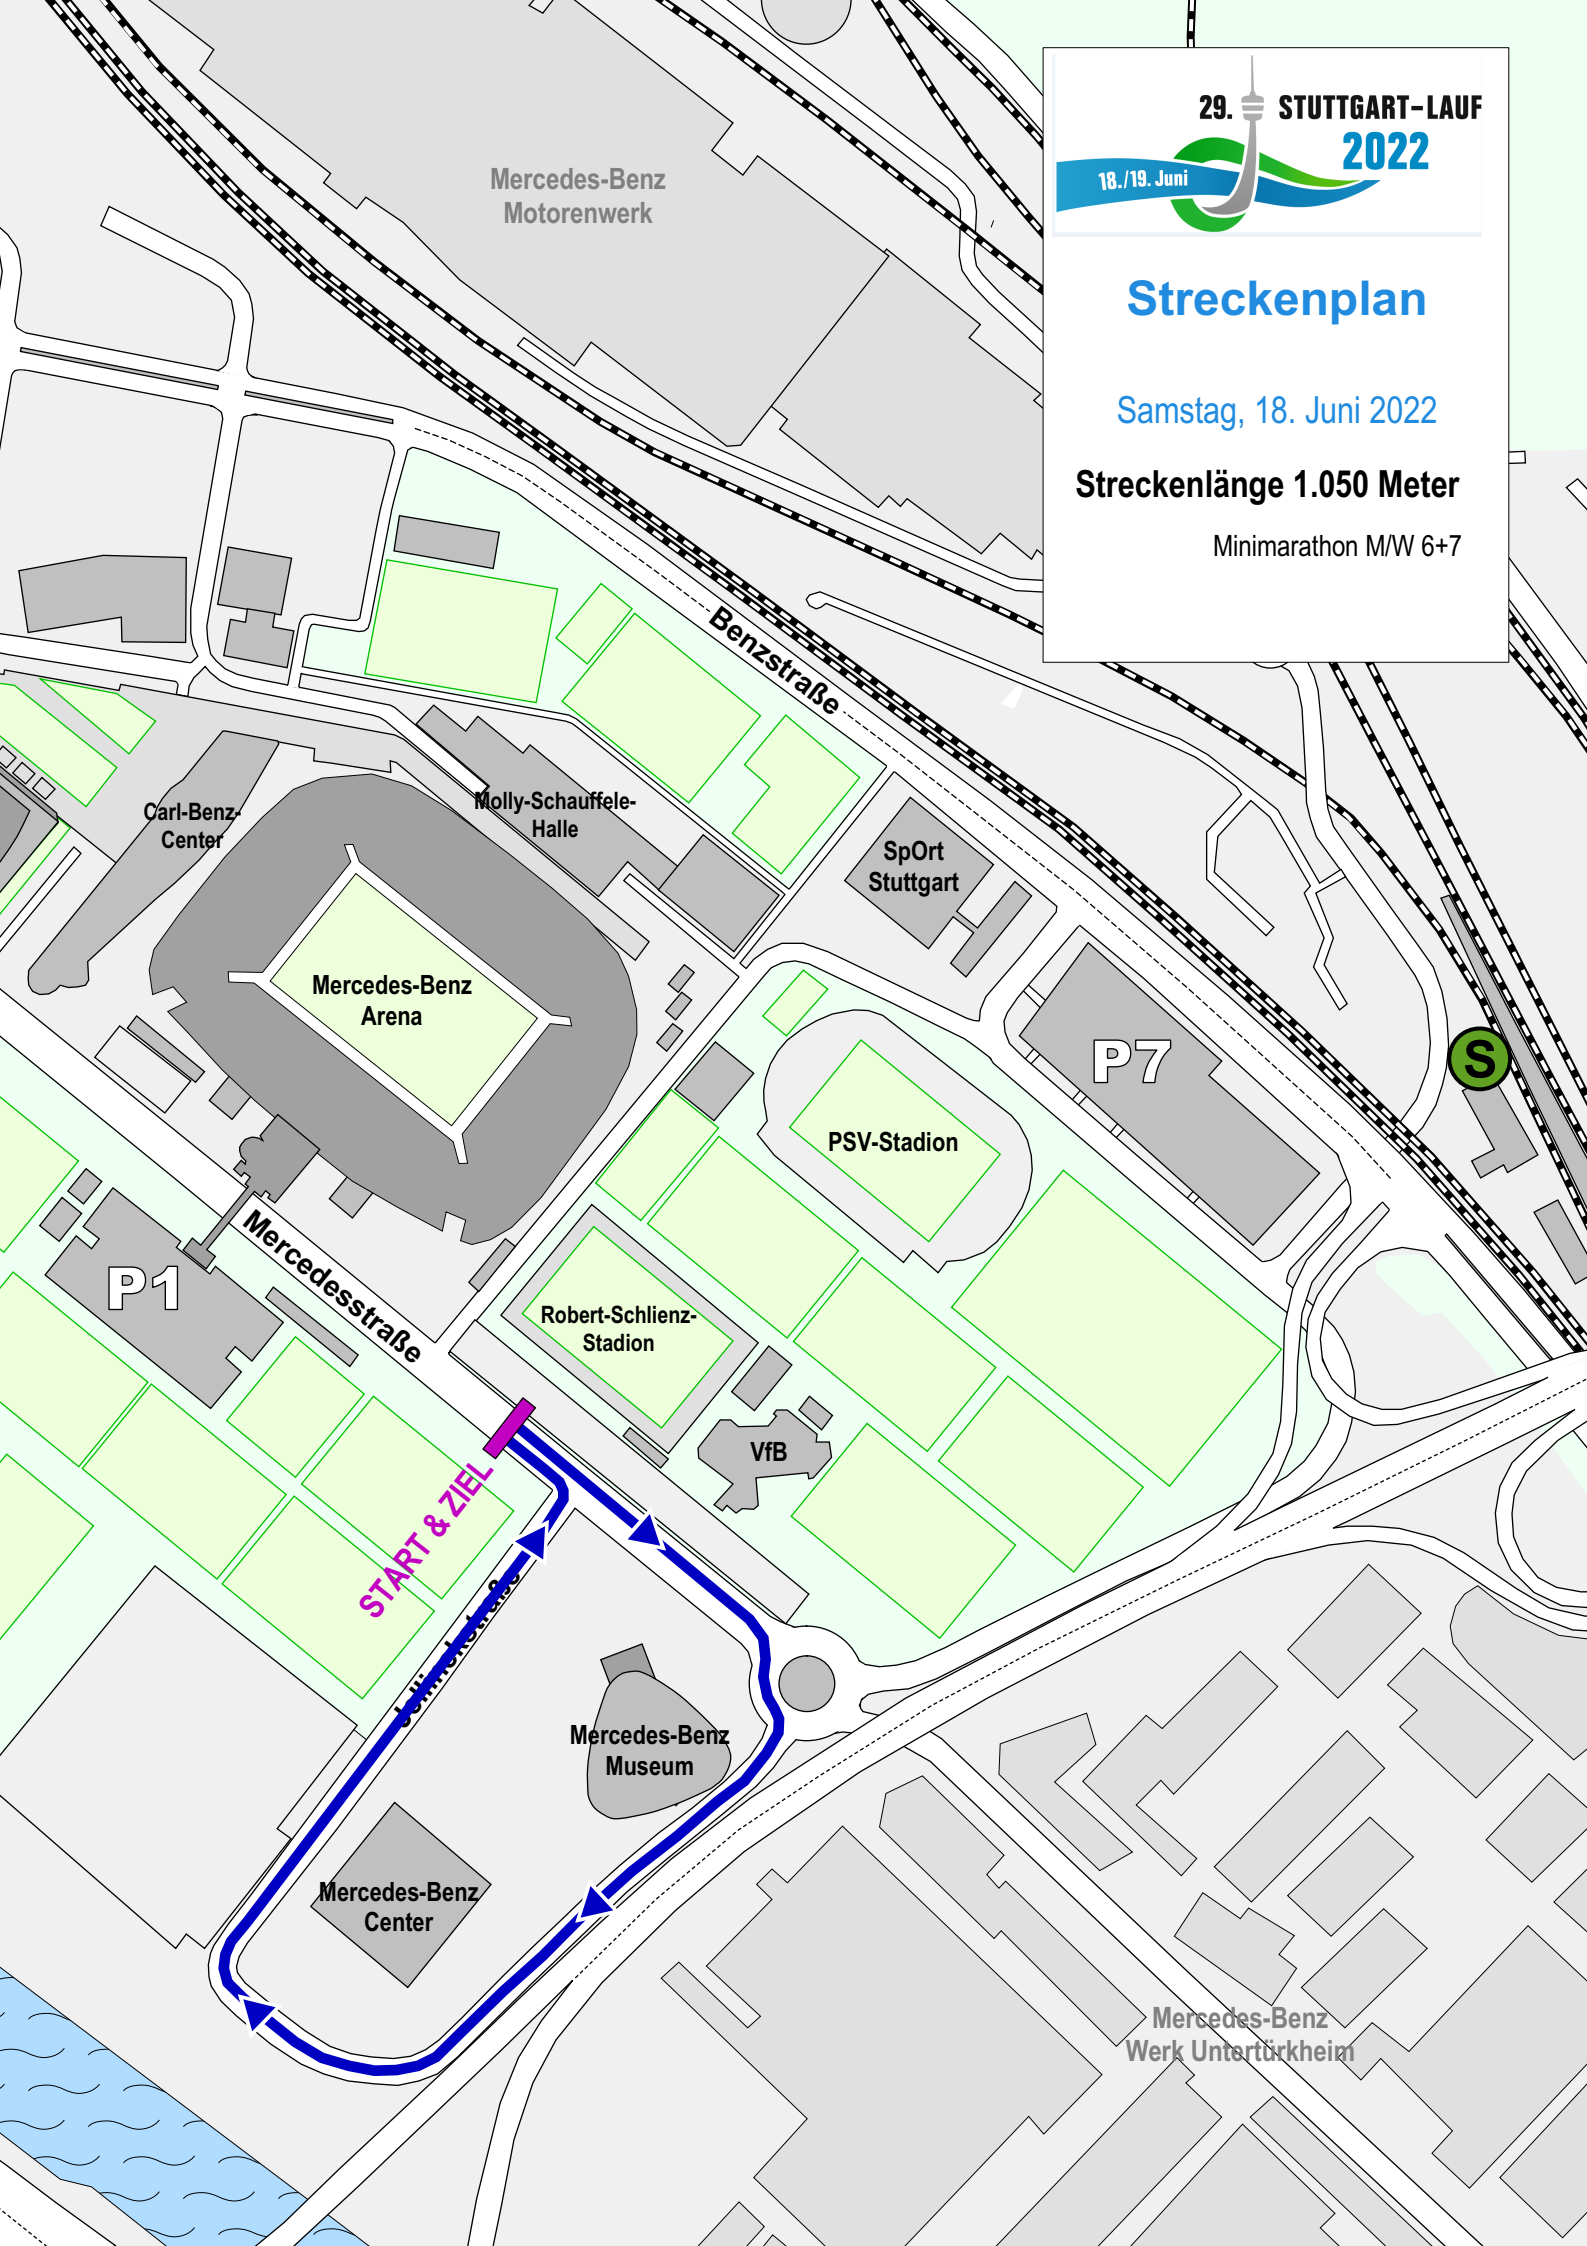 29. STUTTGART-LAUF
2022
18./19. Juni
Streckenplan
Samstag, 18. Juni 2022
Streckenlänge 1.050 Meter
Minimarathon M/W 6+7
Mercedes-Benz
Motorenwerk
Benzstraße
Carl-Benz-
Center
Molly-Schauffele-
Halle
SpOrt
Stuttgart
Mercedes-Benz
Arena
P7
S
PSV-Stadion
Mercedesstraße
P1
Robert-Schlienz-
Stadion
VfB
START & ZIEL
Jellinekstraße
Mercedes-Benz
Museum
Mercedes-Benz
Center
Mercedes-Benz
Werk Untertürkheim